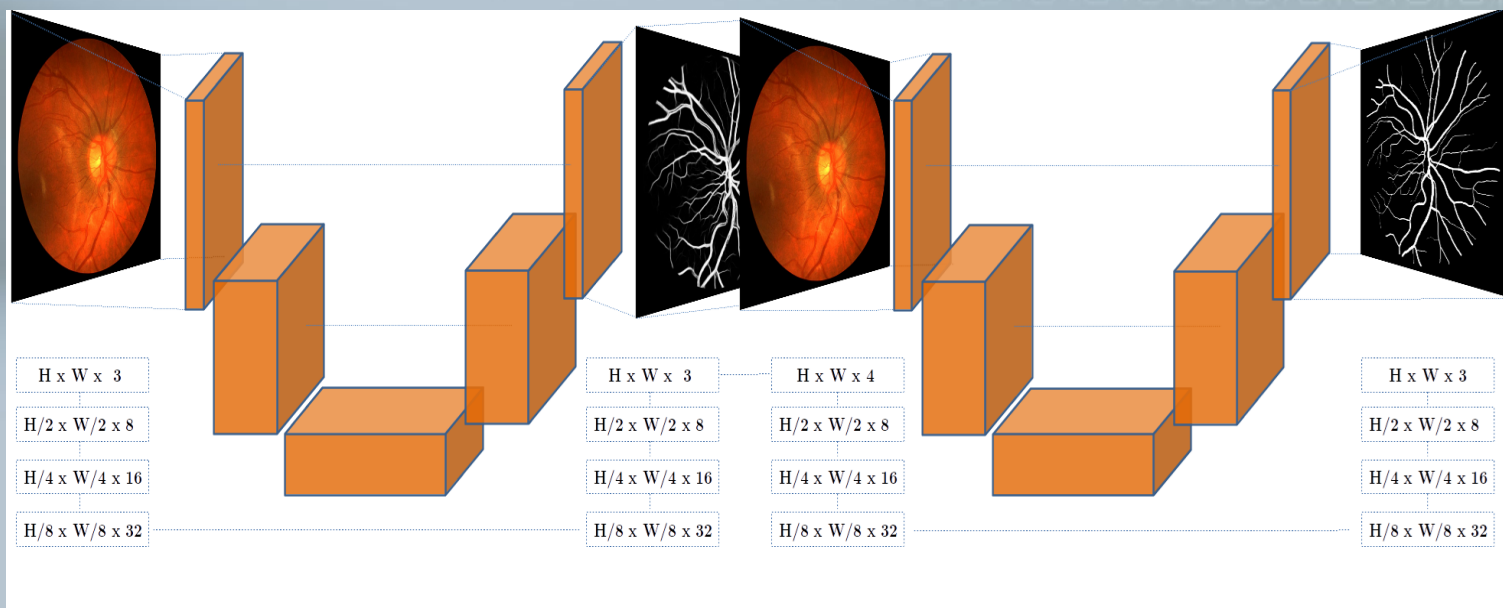 H x W x 3
H/2 x W/2 x 8
H/4 x W/4 x 16
H/8 x W/8 x 32
H x W x 3
H/2 x W/2 x 8
H/4 x W/4 x 16
H/8 x W/8 x 32
H x W x 4
H/2 x W/2 x 8
H/4 x W/4 x 16
H/8 x W/8 x 32
H x W x 3
H/2 x W/2 x 8
H/4 x W/4 x 16
H/8 x W/8 x 32